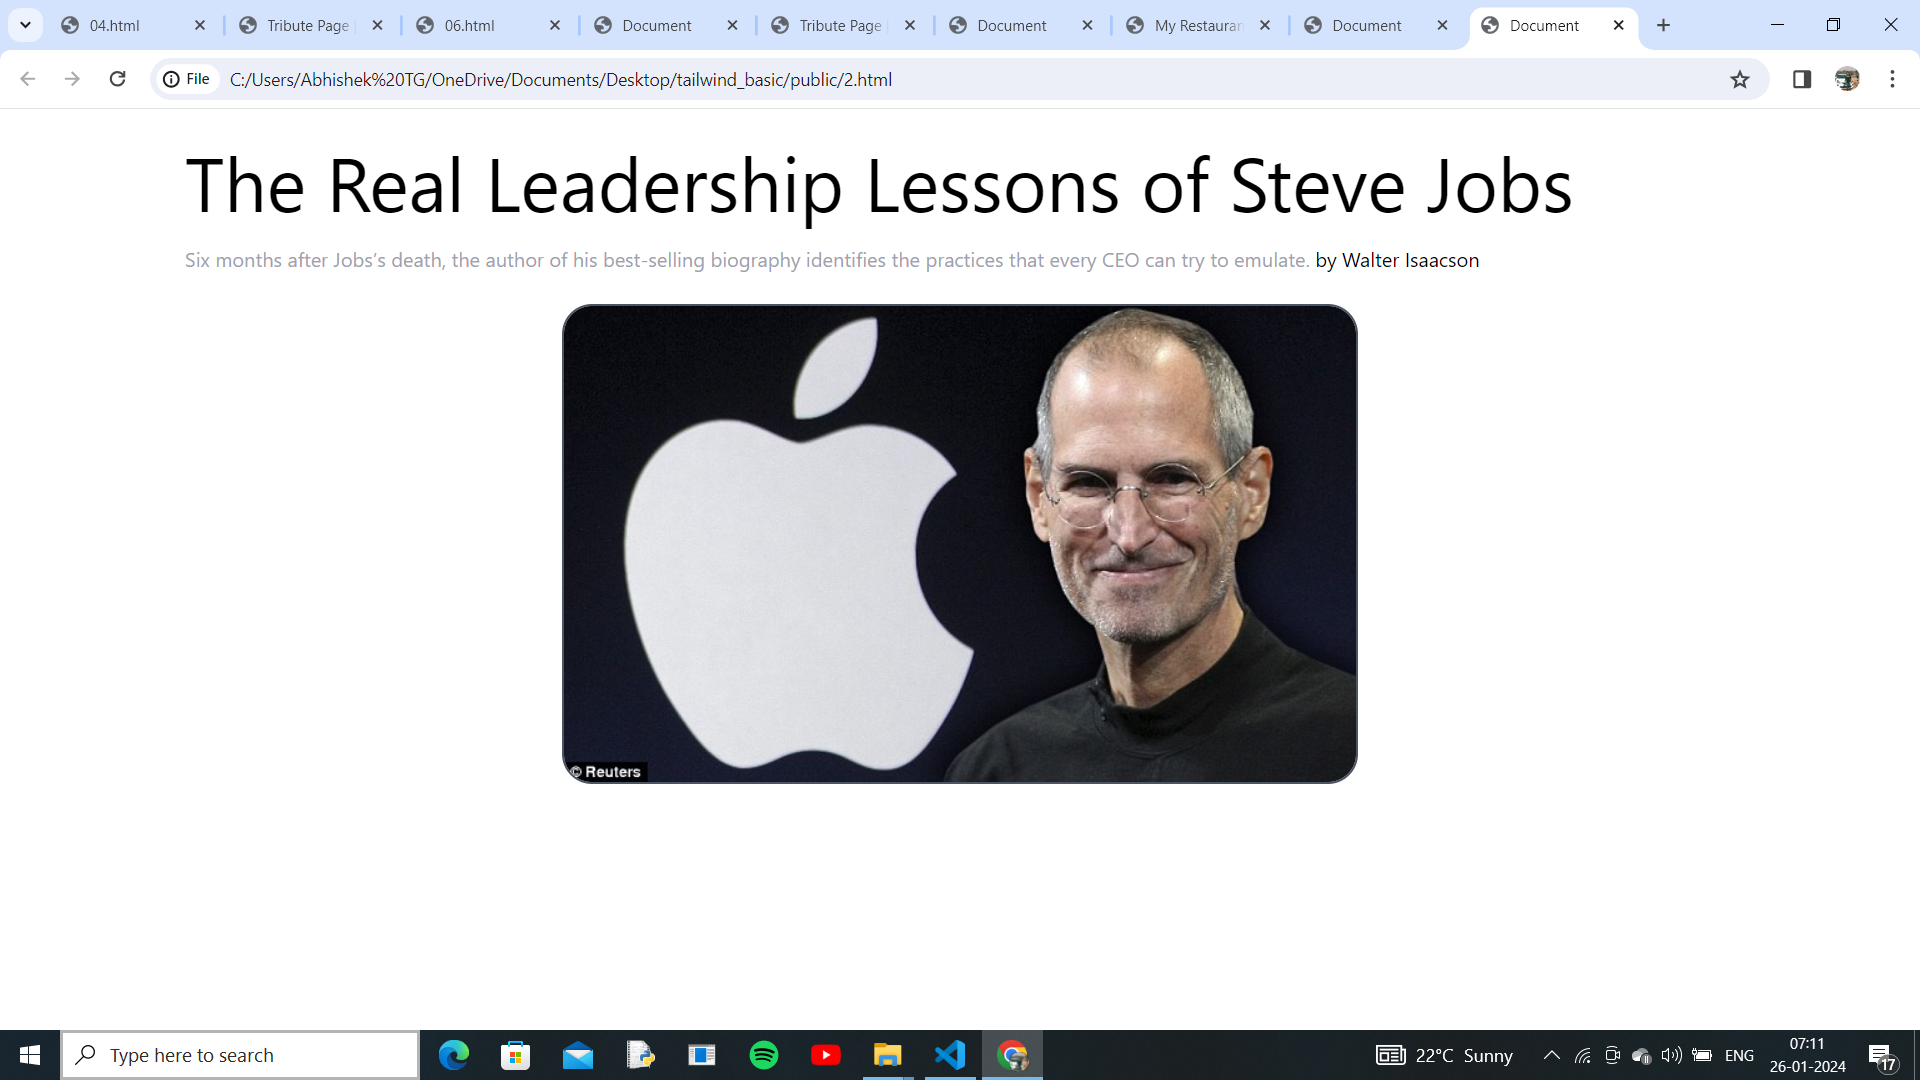 04.html
Tribute Page
06.html
Document
Tribute Page
Document
My Restauran
Document
Document
File
C:/Users/Abhishek%20TG/OneDrive/Documents/Desktop/tailwind_basic/public/2.html
The Real Leadership Lessons of Steve Jobs
Six months after Jobs’s death, the author of his best-selling biography identifies the practices that every CEO can try to emulate. by Walter Isaacson
© Reuters
Type here to search
22°C Sunny
ENG
07:11
26-01-2024
17